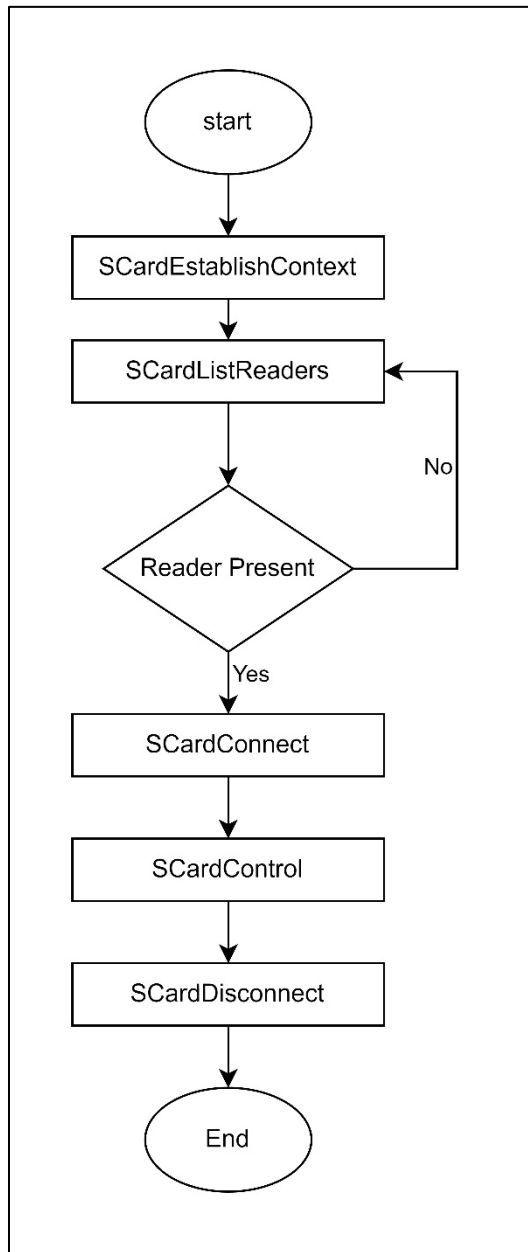 start
SCardEstablishContext
SCardListReaders
No
Reader Present
Yes
SCardConnect
SCardControl
SCardDisconnect
End